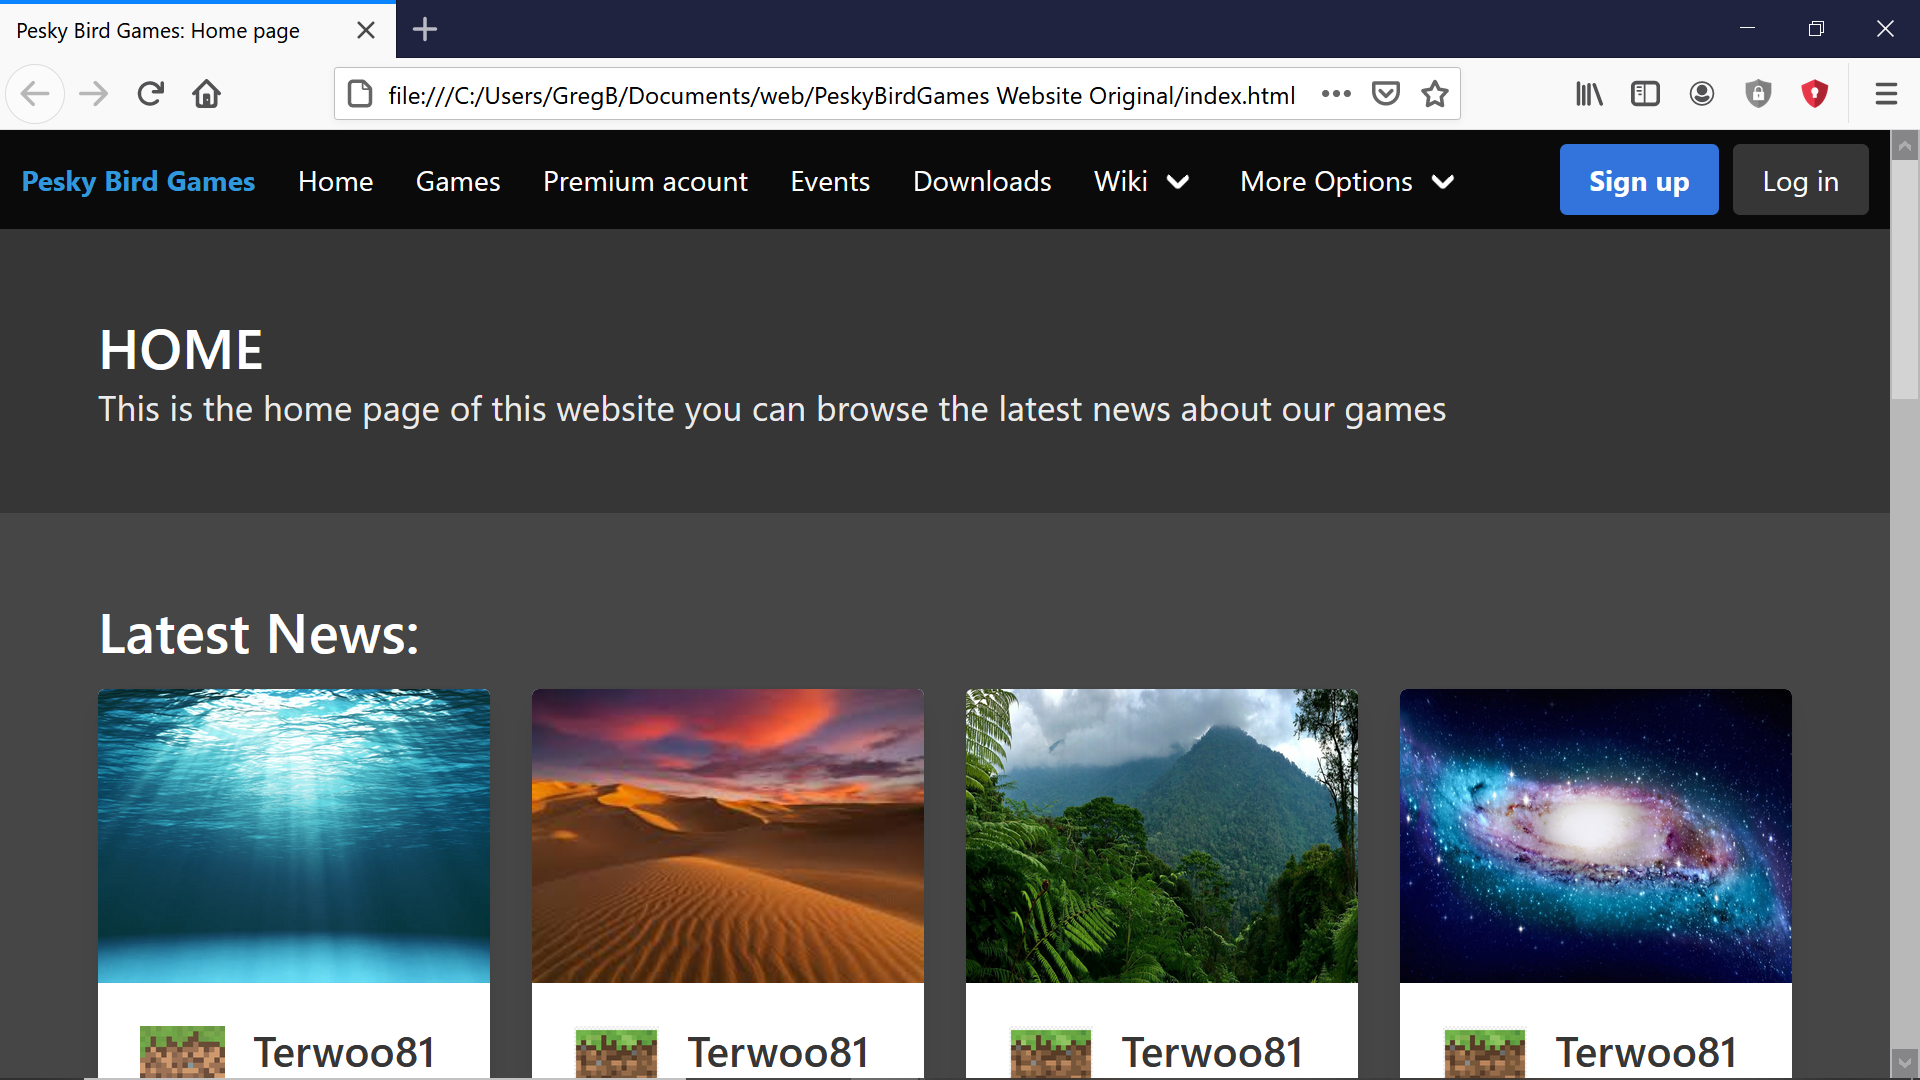 Pesky Bird Games: Home page
file:///C:/Users/GregB/Documents/web/PeskyBirdGames Website Original/index.html
Pesky Bird Games Home Games Premium acount Events Downloads Wiki More Options Sign up Log in
HOME
This is the home page of this website you can browse the latest news about our games
Latest News:
Terwoo81 Terwoo81 Terwoo81 Terwoo81